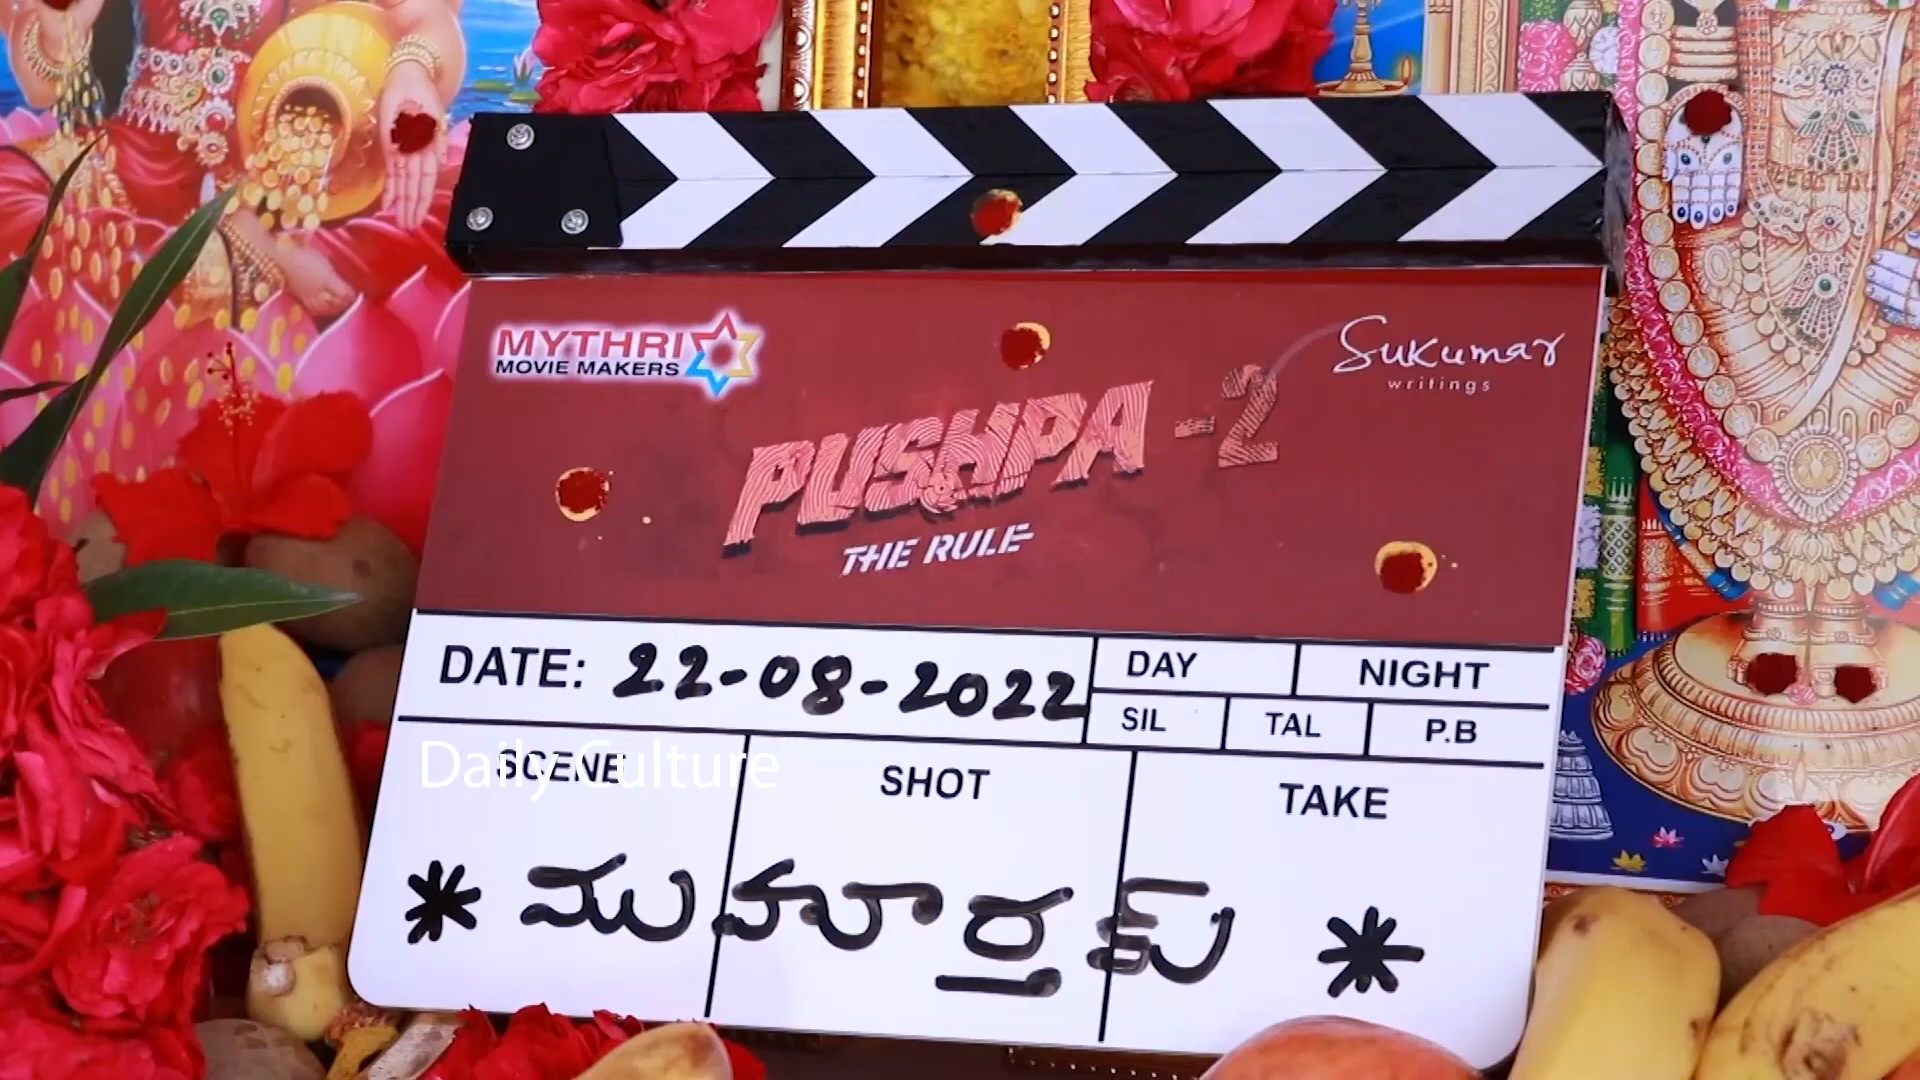 MYTHRI
MOVIE MAKERS
Sukumar
writings
PUSHPA -2
THE RULE
DATE: 22-08-2022
DAY
NIGHT
SIL
TAL
P.B
SCENE
SHOT
TAKE
Daily Culture
* ముహూర్తమ్ *